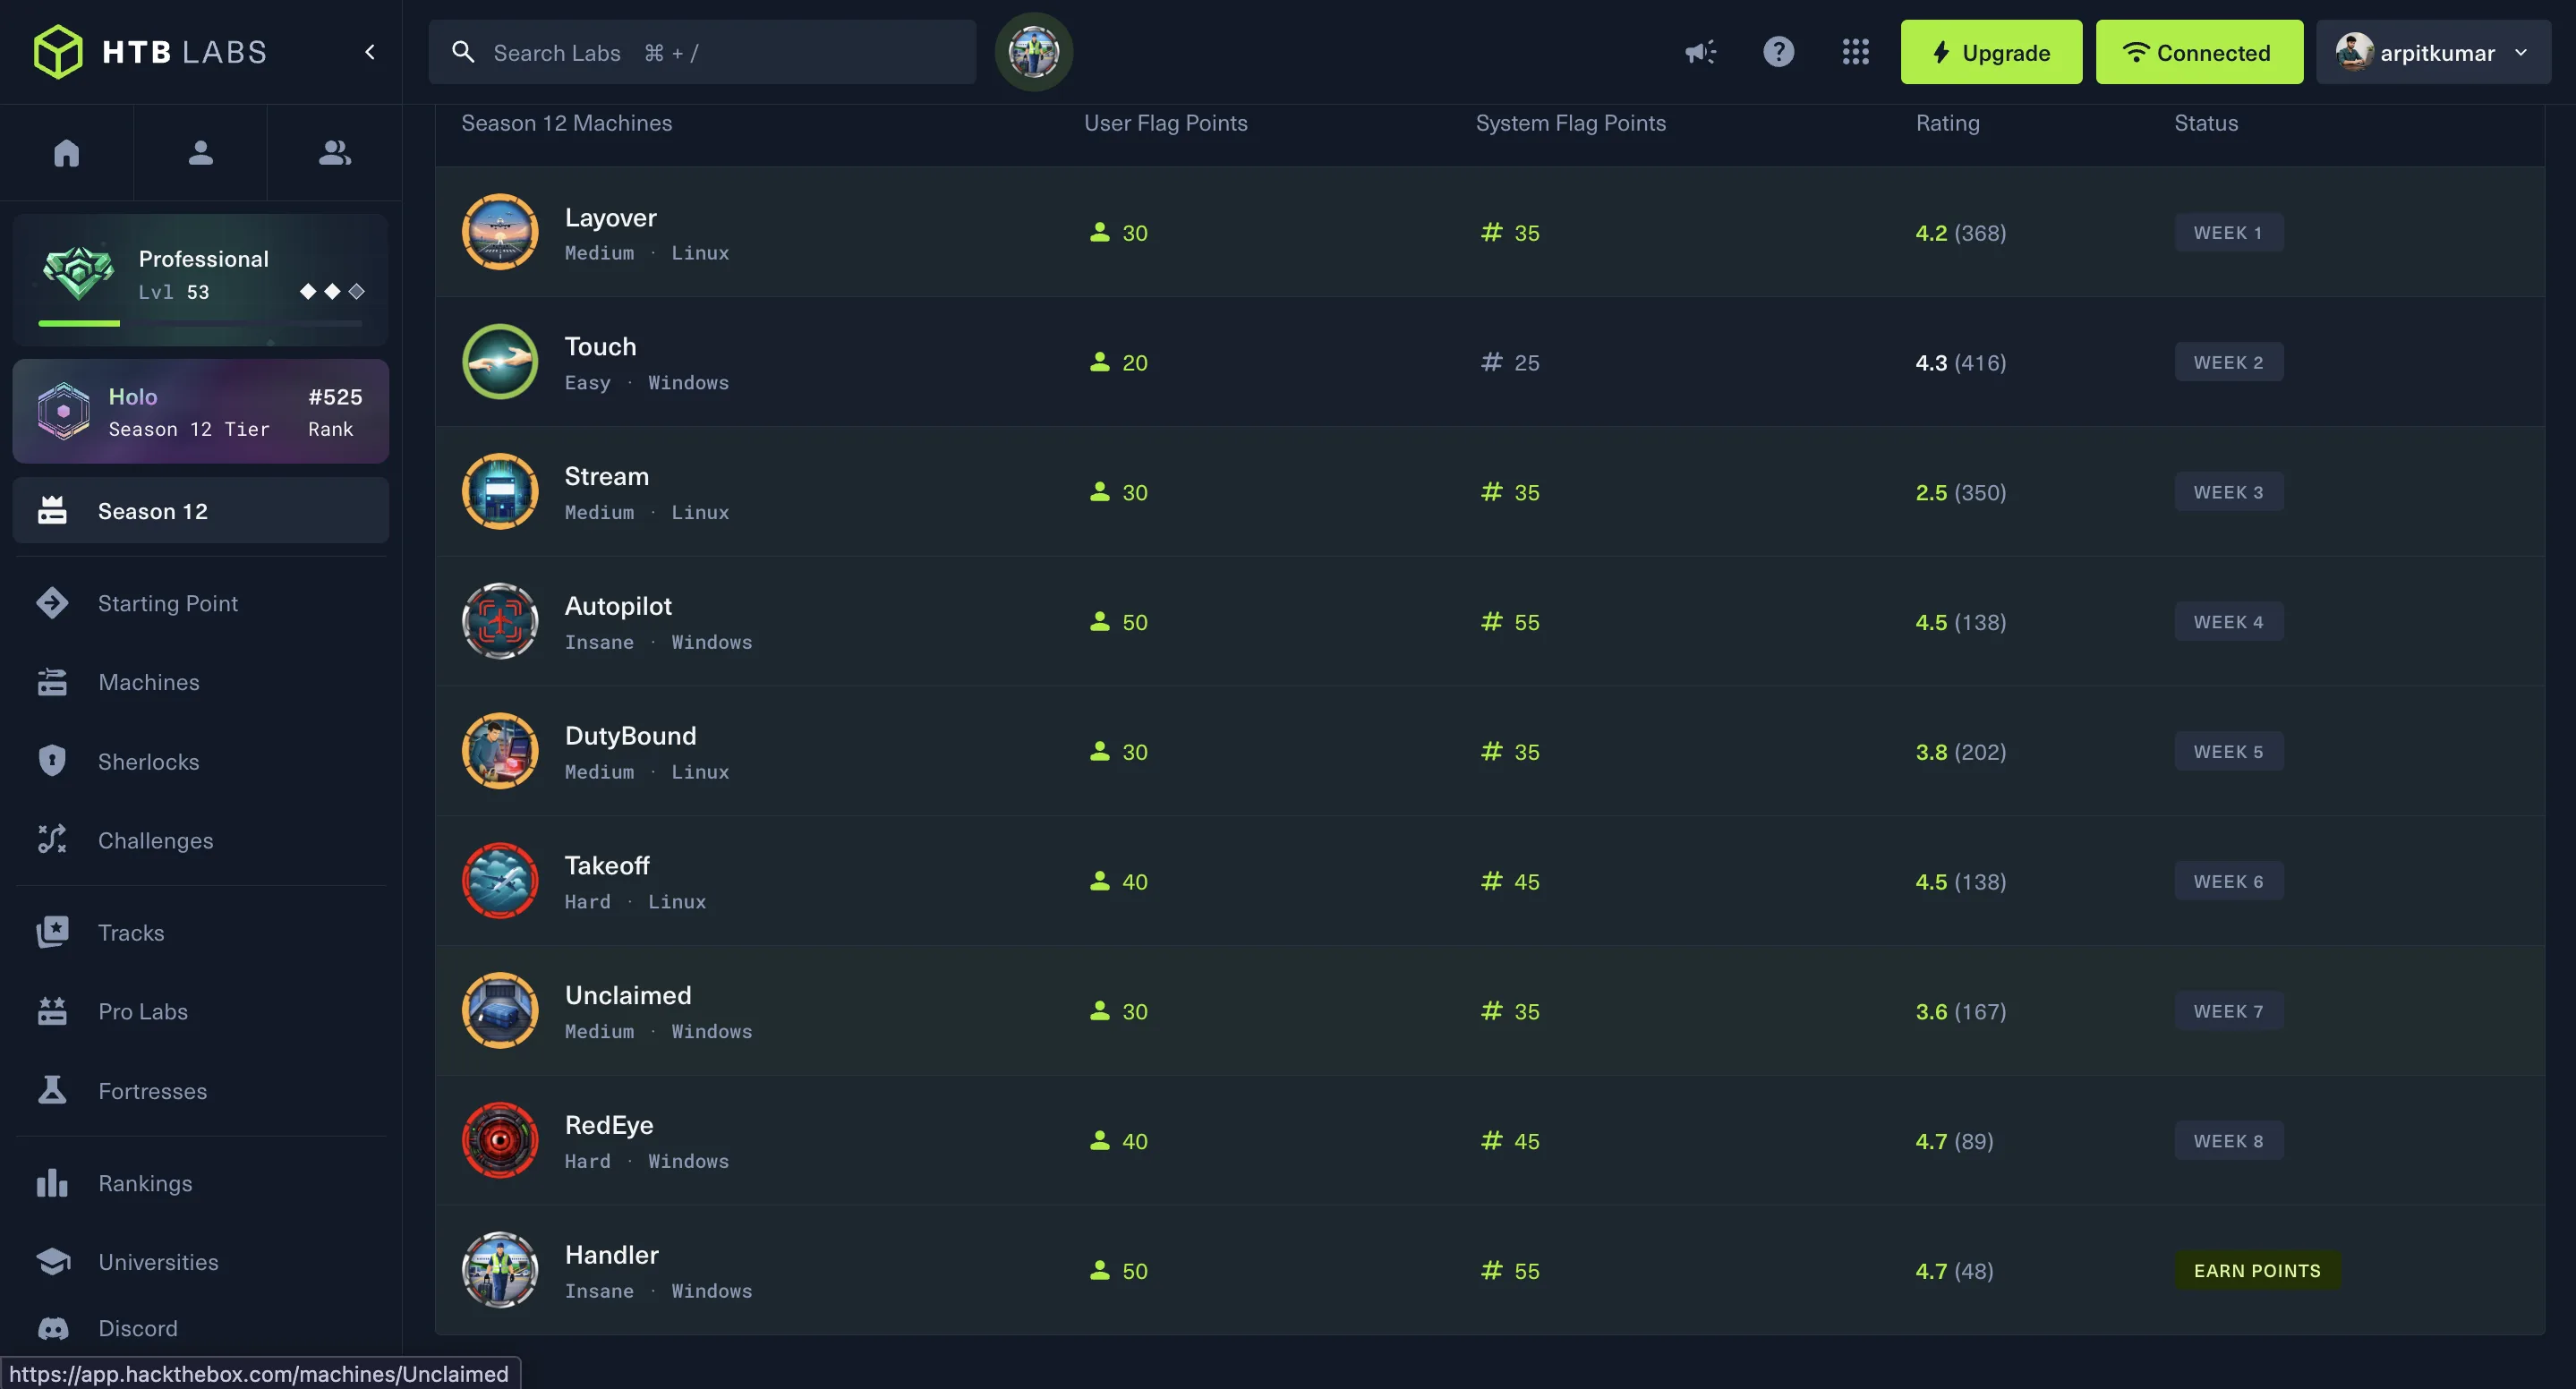 HTB LABS
Search Labs ⌘ + /
Upgrade
Connected
arpitkumar
Professional
Lvl 53
Holo #525
Season 12 Tier Rank
Season 12
Starting Point
Machines
Sherlocks
Challenges
Tracks
Pro Labs
Fortresses
Rankings
Universities
Discord
Season 12 Machines User Flag Points System Flag Points Rating Status
Layover
Medium · Linux
30 # 35 4.2 (368) WEEK 1
Touch
Easy · Windows
20 # 25 4.3 (416) WEEK 2
Stream
Medium · Linux
30 # 35 2.5 (350) WEEK 3
Autopilot
Insane · Windows
50 # 55 4.5 (138) WEEK 4
DutyBound
Medium · Linux
30 # 35 3.8 (202) WEEK 5
Takeoff
Hard · Linux
40 # 45 4.5 (138) WEEK 6
Unclaimed
Medium · Windows
30 # 35 3.6 (167) WEEK 7
RedEye
Hard · Windows
40 # 45 4.7 (89) WEEK 8
Handler
Insane · Windows
50 # 55 4.7 (48) EARN POINTS
https://app.hackthebox.com/machines/Unclaimed